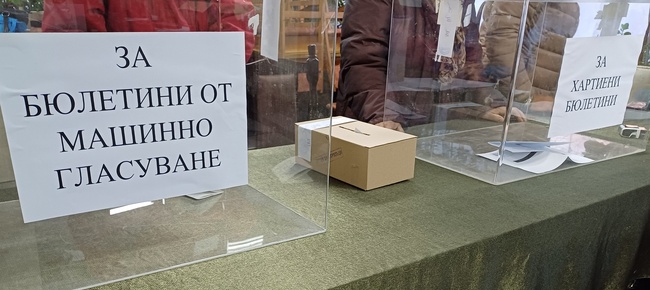 ЗА
БЮЛЕТИНИ ОТ
МАШИННО
ГЛАСУВАНЕ
ЗА
ХАРТИЕНИ
БЮЛЕТИНИ